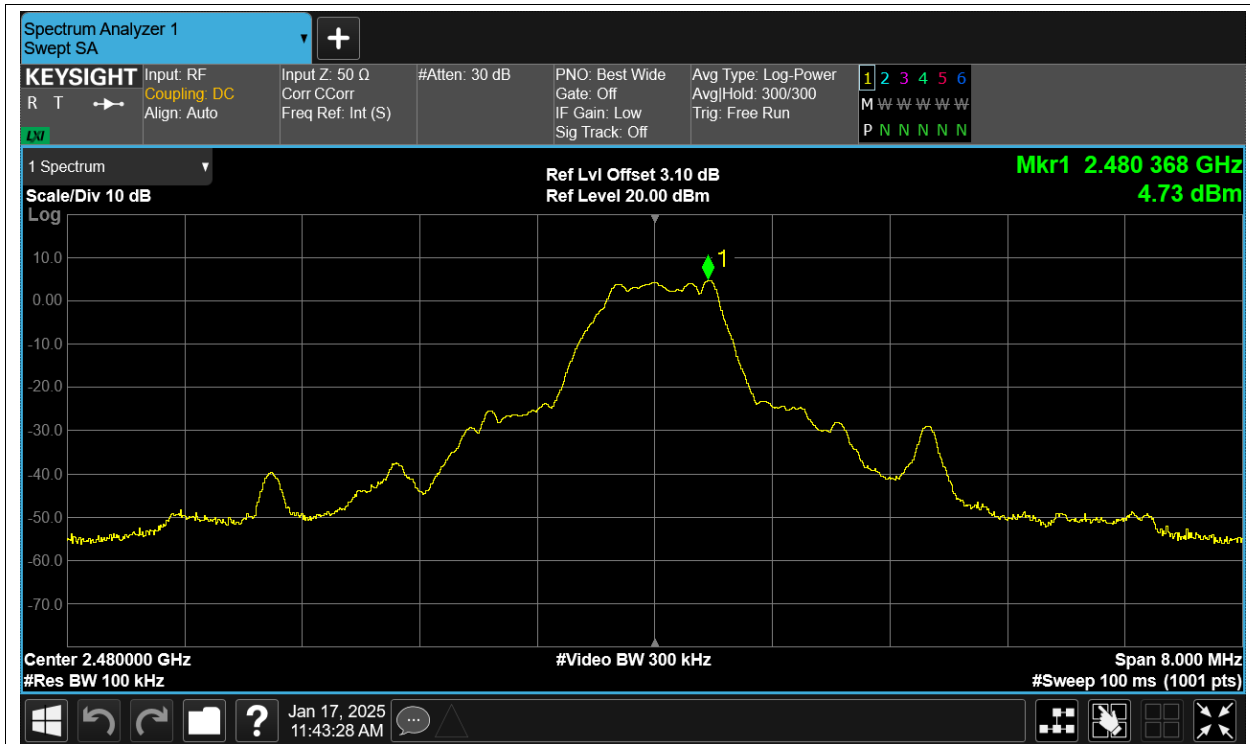 Spectrum Analyzer 1
Swept SA
KEYSIGHT
R T
LXI
Input: RF
Coupling: DC
Align: Auto
Input Z: 50 Ω
Corr CCorr
Freq Ref: Int (S)
#Atten: 30 dB
PNO: Best Wide
Gate: Off
IF Gain: Low
Sig Track: Off
Avg Type: Log-Power
Avg|Hold: 300/300
Trig: Free Run
1 2 3 4 5 6
M W W W W W
P N N N N N
1 Spectrum
Scale/Div 10 dB
Ref Lvl Offset 3.10 dB
Ref Level 20.00 dBm
Mkr1 2.480 368 GHz
4.73 dBm
Log
10.0
0.00
-10.0
-20.0
-30.0
-40.0
-50.0
-60.0
-70.0
1
Center 2.480000 GHz
#Res BW 100 kHz
#Video BW 300 kHz
Span 8.000 MHz
#Sweep 100 ms (1001 pts)
?
Jan 17, 2025
11:43:28 AM